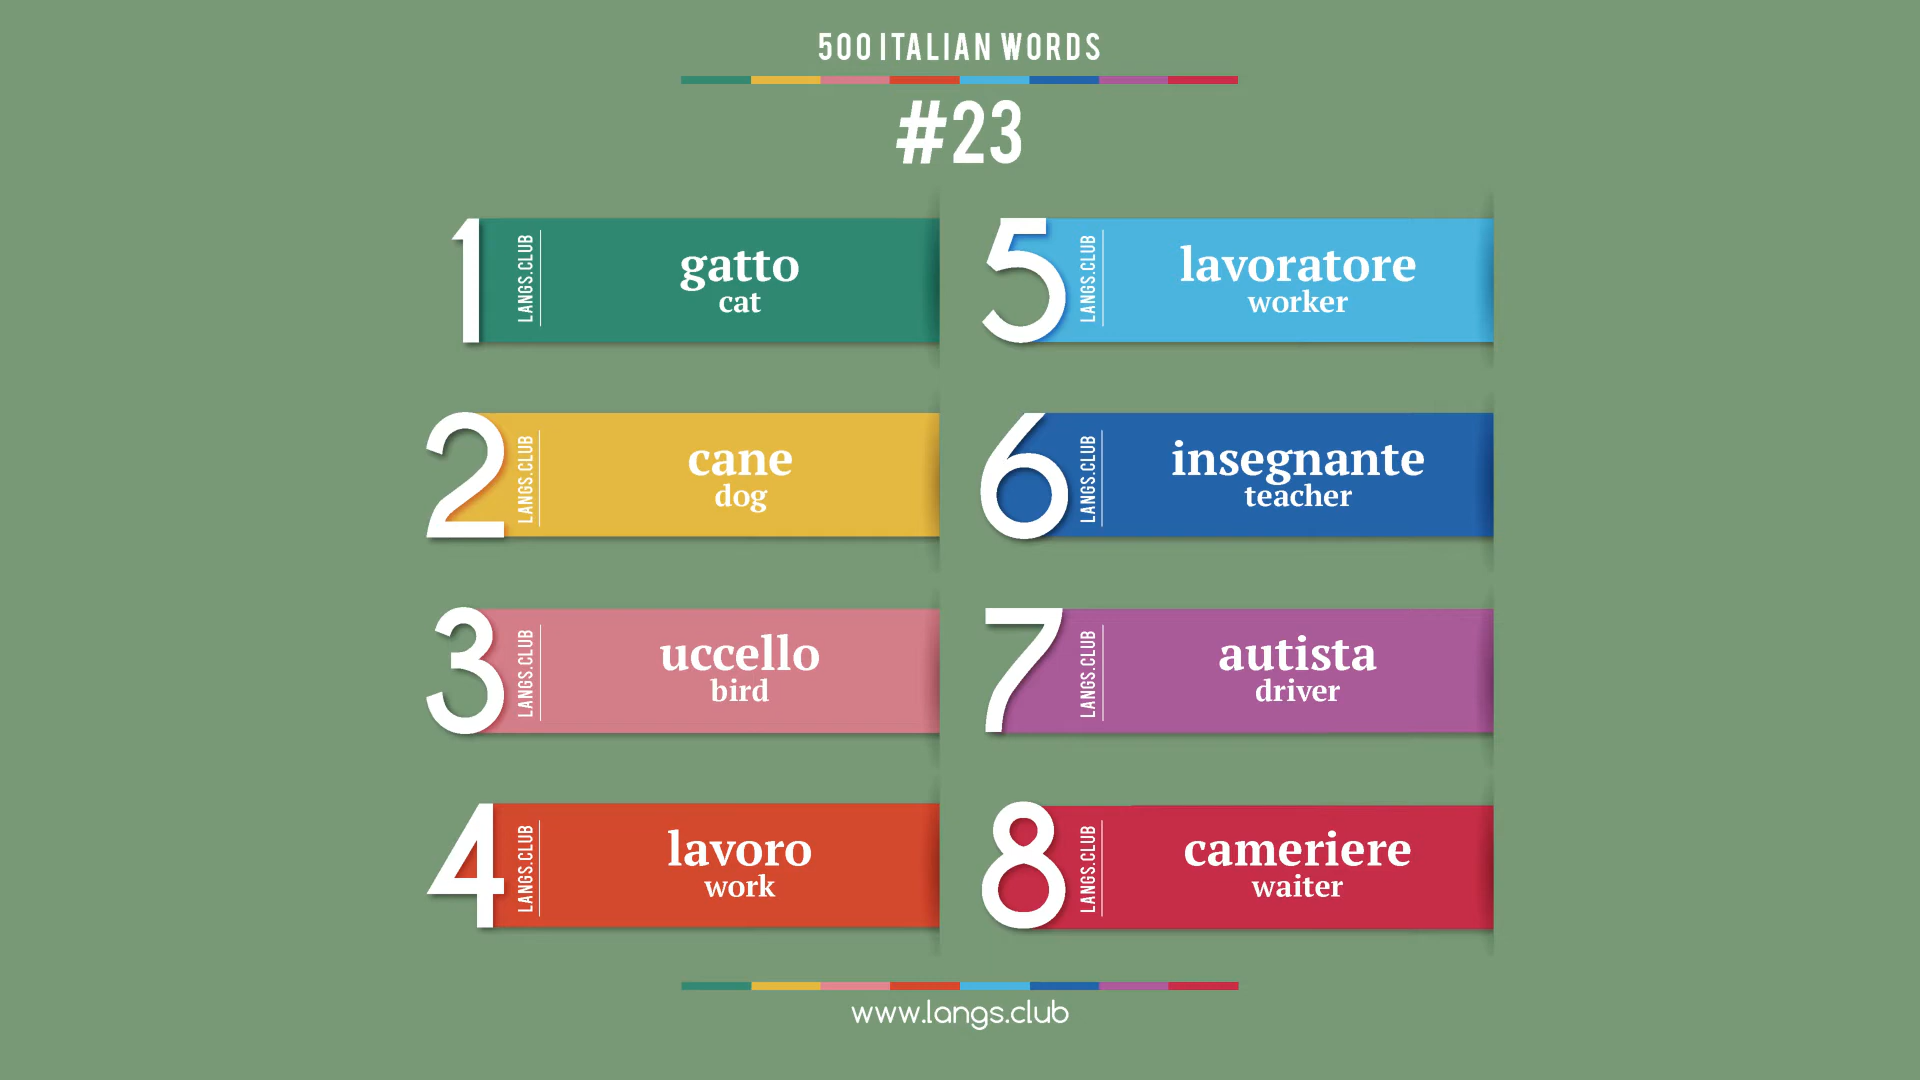 500 ITALIAN WORDS
#23
1
LANGS.CLUB
gatto
cat
2
LANGS.CLUB
cane
dog
3
LANGS.CLUB
uccello
bird
4
LANGS.CLUB
lavoro
work
5
LANGS.CLUB
lavoratore
worker
6
LANGS.CLUB
insegnante
teacher
7
LANGS.CLUB
autista
driver
8
LANGS.CLUB
cameriere
waiter
www.langs.club